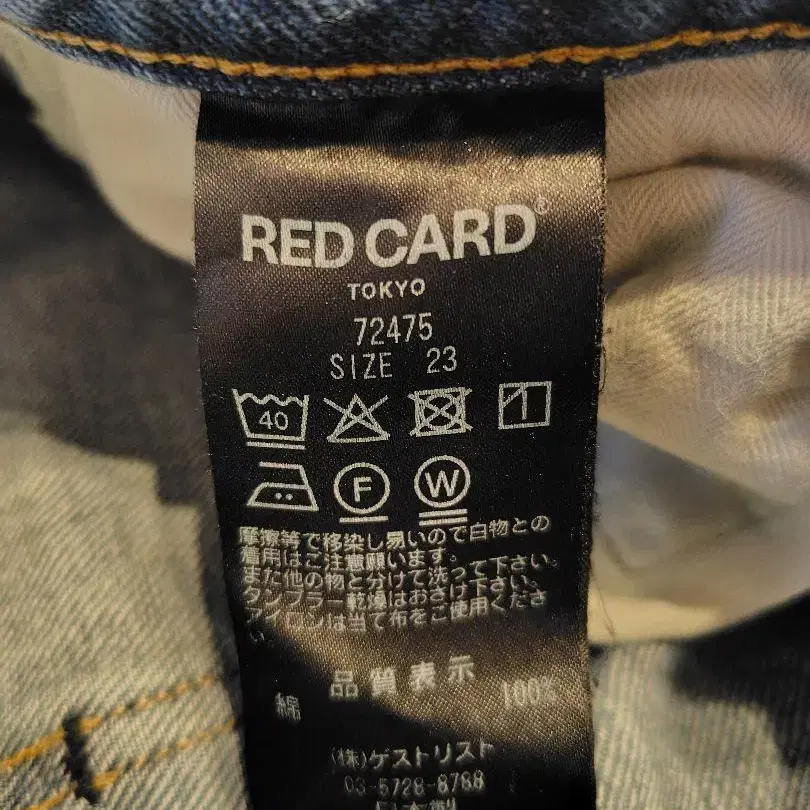 RED CARD®
TOKYO
72475
SIZE 23
40
F W
摩擦等で移染し易いので白物との
着用はご注意願います。
また他の物と分けて洗って下さい。
タンブラー乾燥はおさけ下さい。
アイロンは当て布をご使用くださ
い
品質表示
綿 100%
(株)ゲストリスト
03-5728-8788
日本製